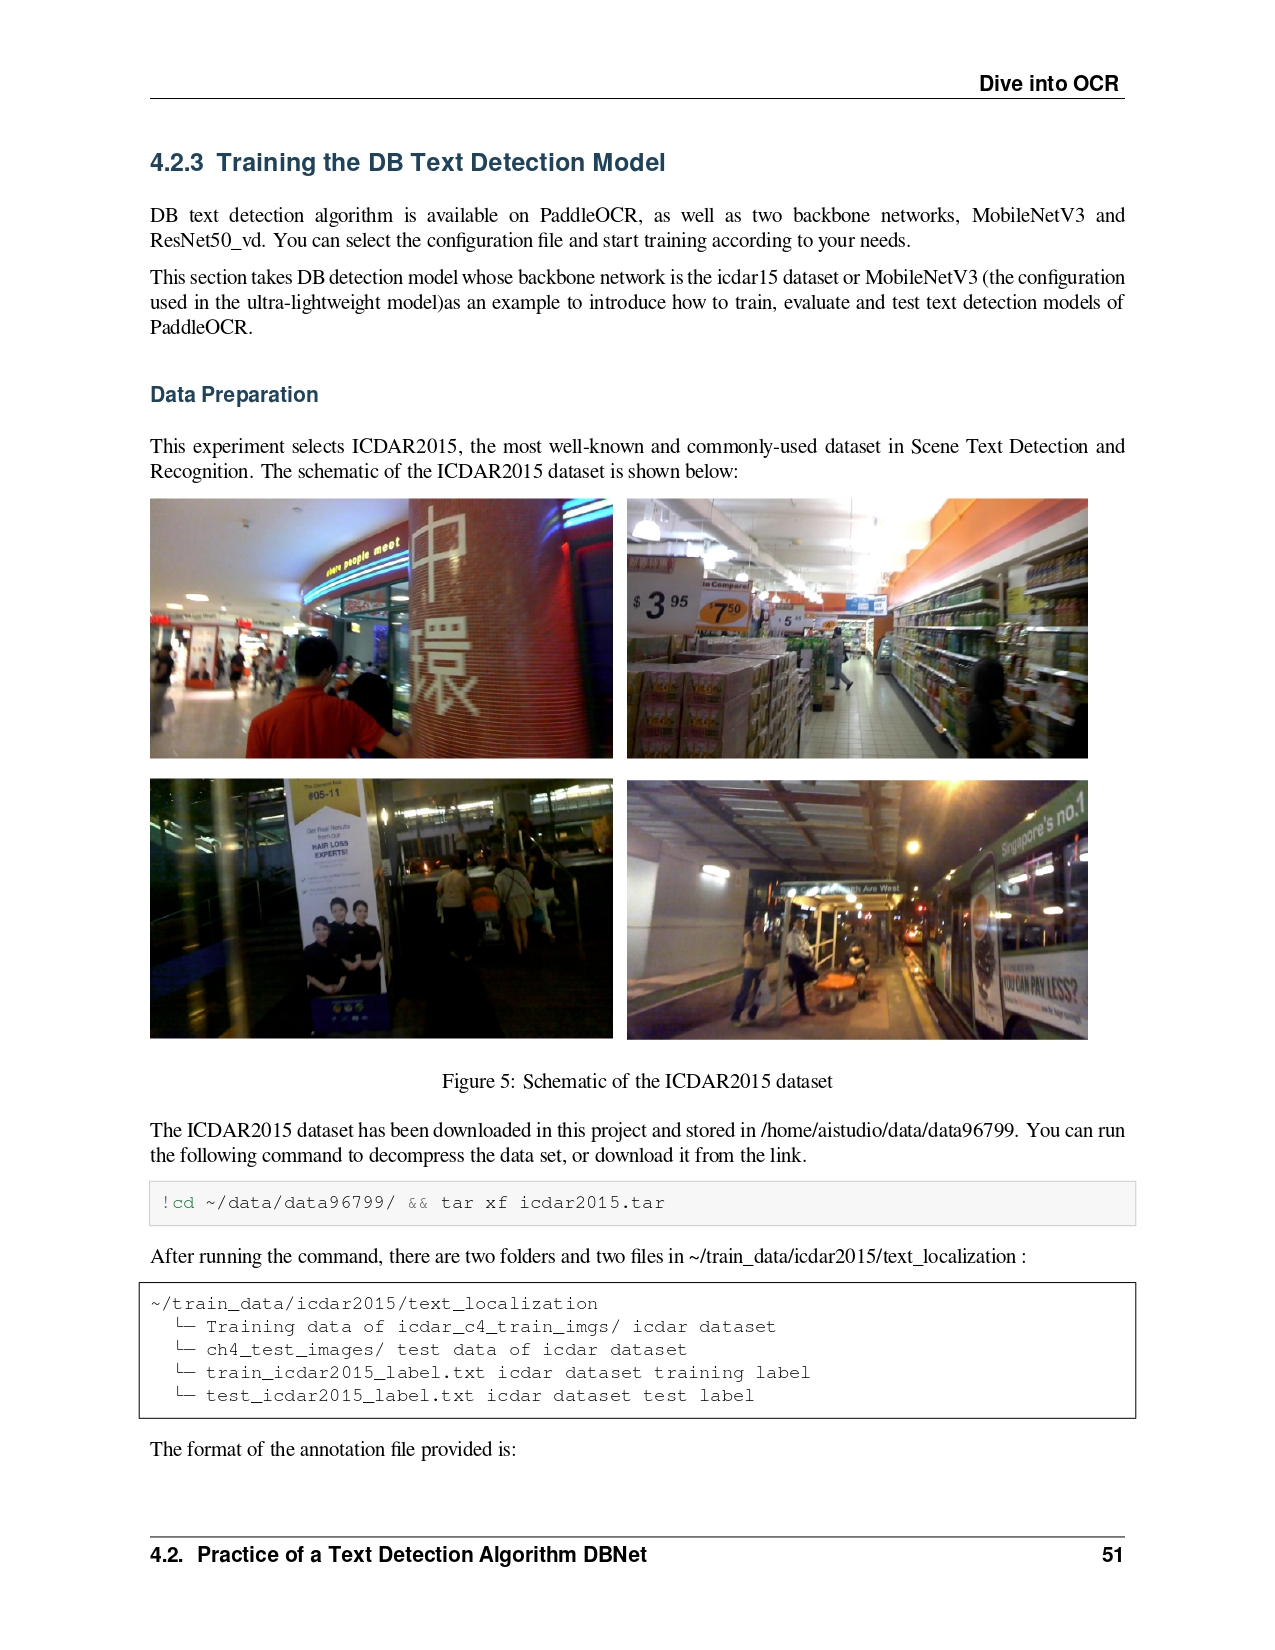 Dive into OCR
4.2.3 Training the DB Text Detection Model
DB text detection algorithm is available on PaddleOCR, as well as two backbone networks, MobileNetV3 and
ResNet50_vd. You can select the configuration file and start training according to your needs.
This section takes DB detection model whose backbone network is the icdar15 dataset or MobileNetV3 (the configuration
used in the ultra-lightweight model)as an example to introduce how to train, evaluate and test text detection models of
PaddleOCR.
Data Preparation
This experiment selects ICDAR2015, the most well-known and commonly-used dataset in Scene Text Detection and
Recognition. The schematic of the ICDAR2015 dataset is shown below:
where people meet
中
環
$3 95
$7 50
$5
#05-11
Get Real Results
from our
HAIR LOSS
EXPERTS!
Singapore's no.1
Ave West
YOU CAN PAY LESS?
Figure 5: Schematic of the ICDAR2015 dataset
The ICDAR2015 dataset has been downloaded in this project and stored in /home/aistudio/data/data96799. You can run
the following command to decompress the data set, or download it from the link.
!cd ~/data/data96799/ && tar xf icdar2015.tar
After running the command, there are two folders and two files in ~/train_data/icdar2015/text_localization :
~/train_data/icdar2015/text_localization
└─ Training data of icdar_c4_train_imgs/ icdar dataset
└─ ch4_test_images/ test data of icdar dataset
└─ train_icdar2015_label.txt icdar dataset training label
└─ test_icdar2015_label.txt icdar dataset test label
The format of the annotation file provided is:
4.2. Practice of a Text Detection Algorithm DBNet 51